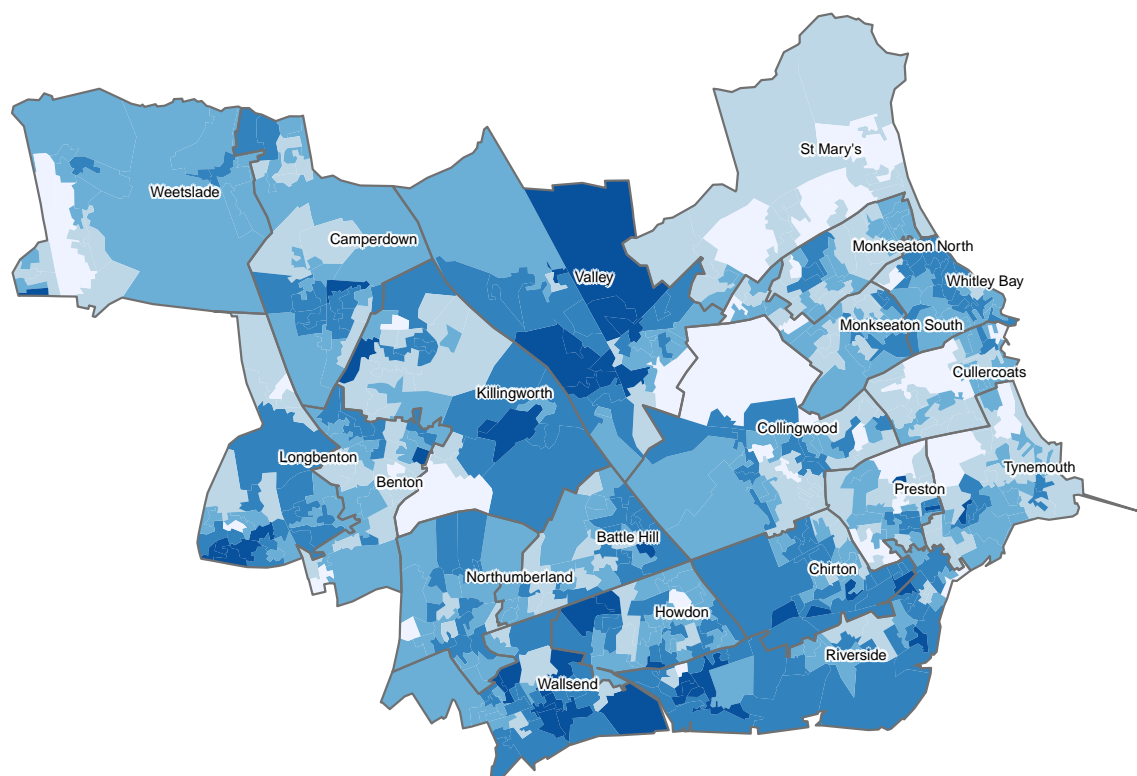 St Mary's
Weetslade
Camperdown
Monkseaton North
Valley
Whitley Bay
Monkseaton South
Cullercoats
Killingworth
Collingwood
Longbenton
Tynemouth
Benton
Preston
Battle Hill
Chirton
Northumberland
Howdon
Riverside
Wallsend